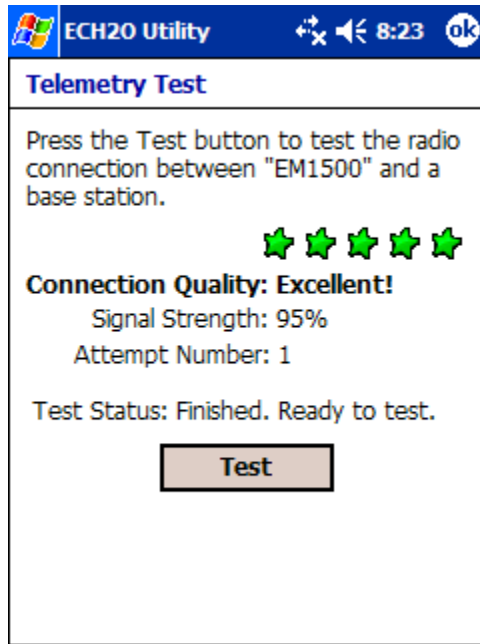 ECH2O Utility 8:23 ok
Telemetry Test
Press the Test button to test the radio
connection between "EM1500" and a
base station.
Connection Quality: Excellent!
Signal Strength: 95%
Attempt Number: 1
Test Status: Finished. Ready to test.
Test